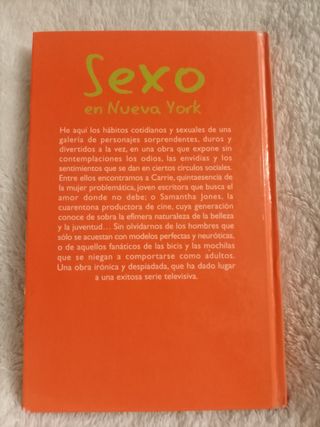 Sexo
en Nueva York
He aquí los hábitos cotidianos y sexuales de una
galería de personajes sorprendentes, duros y
divertidos a la vez, en una obra que expone sin
contemplaciones los odios, las envidias y los
sentimientos que se dan en ciertos círculos sociales.
Entre ellos encontramos a Carrie, quintaesencia de
la mujer problemática, joven escritora que busca el
amor donde no debe; o Samantha Jones, la
cuarentona productora de cine, cuya generación
conoce de sobra la efímera naturaleza de la belleza
y la juventud... Sin olvidarnos de los hombres que
sólo se acuestan con modelos perfectas y neuróticas,
o de aquellos fanáticos de las bicis y las mochilas
que se niegan a comportarse como adultos.
Una obra irónica y despiadada, que ha dado lugar
a una exitosa serie televisiva.